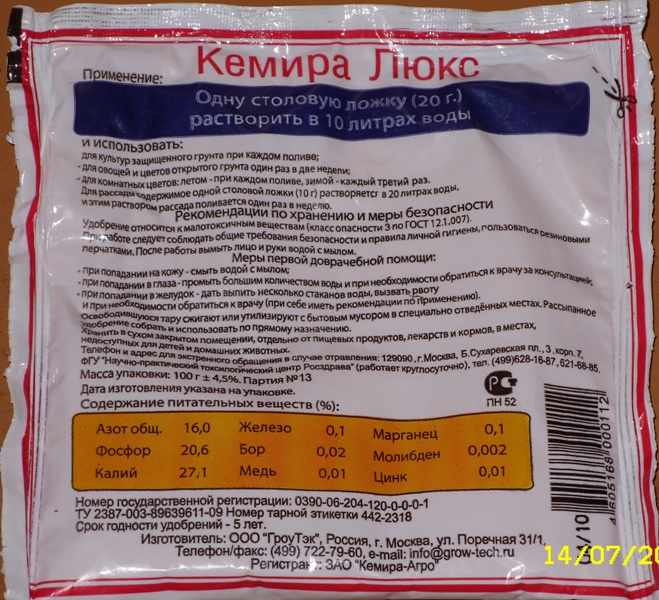 Кемира Люкс
Применение:
Одну столовую ложку (20 г.)
растворить в 10 литрах воды
и использовать:
для культур защищенного грунта при каждом поливе;
- для овощей и цветов открытого грунта один раз в две недели;
- для комнатных цветов: летом - при каждом поливе, зимой - каждый третий раз.
Для рассады содержимое одной столовой ложки (10 г) растворяется в 20 литрах воды,
и этим раствором рассада поливается один раз в неделю.
Рекомендации по хранению и меры безопасности
Удобрение относится к малотоксичным веществам (класс опасности 3 по ГОСТ 12.1.007).
При работе следует соблюдать общие требования безопасности и правила личной гигиены, пользоваться резиновыми
перчатками. После работы вымыть лицо и руки водой с мылом.
Меры первой доврачебной помощи:
- при попадании на кожу - смыть водой с мылом;
- при попадании в глаза - промыть большим количеством воды и при необходимости обратиться к врачу за консультацией;
- при попадании в желудок - дать выпить несколько стаканов воды, вызвать рвоту
и при необходимости обратиться к врачу (при себе иметь рекомендации по применению).
Освободившуюся тару сжигают или утилизируют с бытовым мусором в специально отведённых местах. Рассыпанное
удобрение собрать и использовать по прямому назначению.
Хранить в сухом закрытом помещении, отдельно от пищевых продуктов, лекарств и кормов, в местах,
недоступных для детей и домашних животных.
Телефон и адрес для экстренного обращения в случае отравления: 129090 ,г.Москва, Б.Сухаревская пл., 3 , корп. 7,
ФГУ "Научно-практический токсилогический центр Росздрава" (работает круглосуточно), тел. (499)628-16-87, 621-68-85.
Масса упаковки: 100 г ± 4,5%. Партия №13
Дата изготовления указана на упаковке.
РС
ПН 52
Содержание питательных веществ (%):
Азот общ. 16,0 Железо 0,1 Марганец 0,1
Фосфор 20,6 Бор 0,02 Молибден 0,002
Калий 27,1 Медь 0,01 Цинк 0,01
4605168000112
Номер государственной регистрации: 0390-06-204-120-0-0-0-1
ТУ 2387-003-89639611-09 Номер тарной этикетки 442-2318
Срок годности удобрений - 5 лет.
Изготовитель: ООО "ГроуТэк", Россия, г. Москва, ул. Поречная 31/1,
Телефон/факс: (499) 722-79-60, e-mail: info@grow-tech.ru
Регистрант: ЗАО "Кемира-Агро"
14/07/20